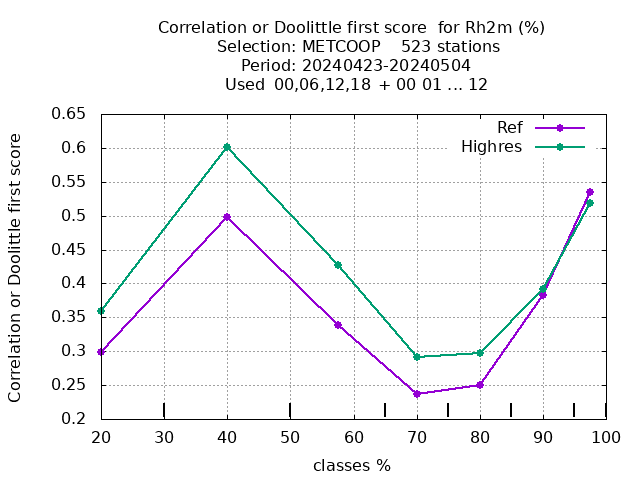 Correlation or Doolittle first score  for Rh2m (%)
Selection: METCOOP    523 stations
Period: 20240423-20240504
Used  00,06,12,18 + 00 01 ... 12
Correlation or Doolittle first score
0.65
0.6
0.55
0.5
0.45
0.4
0.35
0.3
0.25
0.2
Ref
Highres
20 30 40 50 60 70 80 90 100
classes %